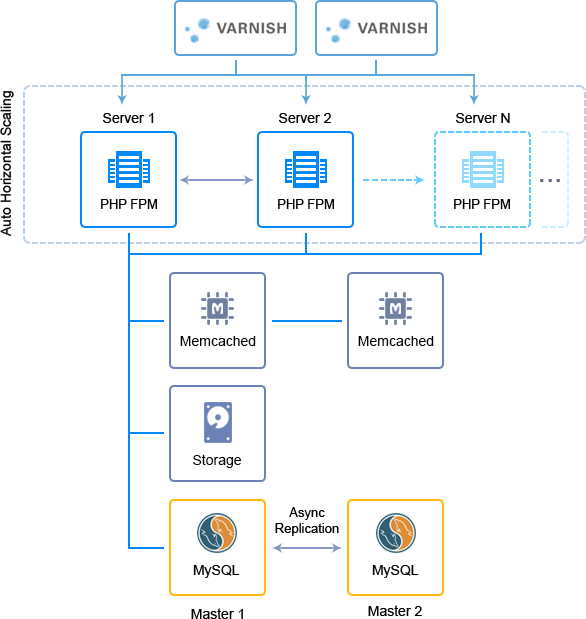 VARNISH VARNISH
Auto Horizontal Scaling
Server 1 Server 2 Server N
PHP FPM PHP FPM PHP FPM ...
M M
Memcached Memcached
Storage
Async
Replication
MySQL MySQL
Master 1 Master 2